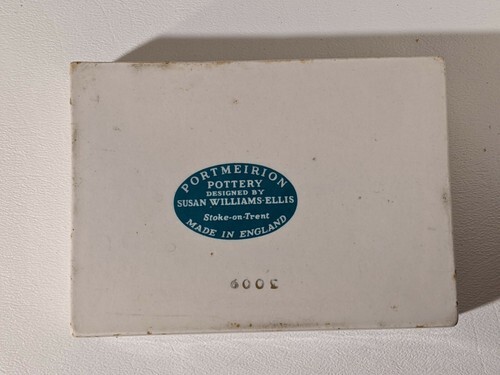 PORTMEIRION
POTTERY
DESIGNED BY
SUSAN WILLIAMS-ELLIS
Stoke-on-Trent
MADE IN ENGLAND